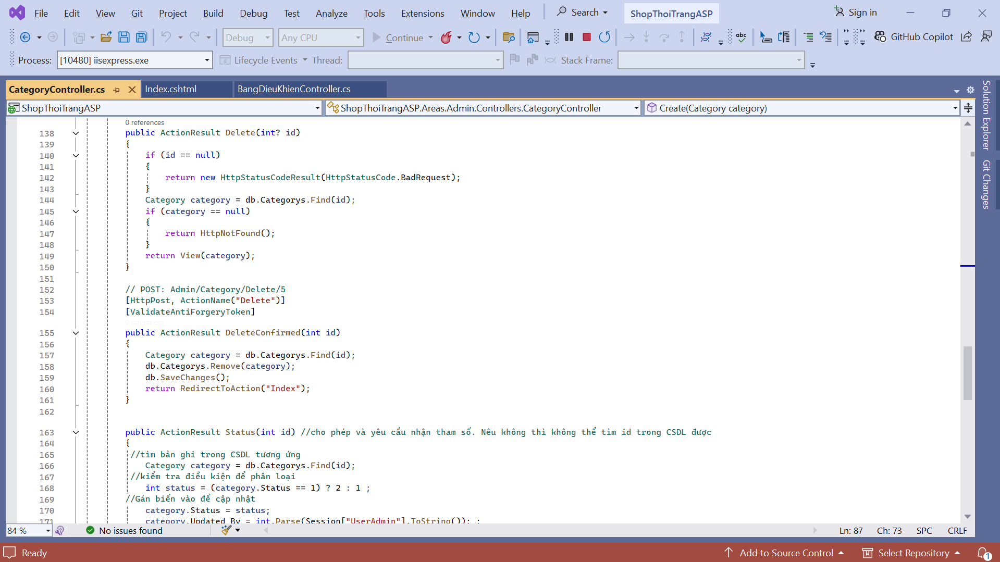 File Edit View Git Project Build Debug Test Analyze Tools Extensions Window Help Search ShopThoiTrangASP Sign in
Debug Any CPU Continue abc GitHub Copilot
Process: [10480] iisexpress.exe Lifecycle Events Thread: Stack Frame:
CategoryController.cs Index.cshtml BangDieuKhienController.cs
ShopThoiTrangASP ShopThoiTrangASP.Areas.Admin.Controllers.CategoryController Create(Category category)
Solution Explorer
Git Changes
0 references
138 public ActionResult Delete(int? id)
139 {
140 if (id == null)
141 {
142 return new HttpStatusCodeResult(HttpStatusCode.BadRequest);
143 }
144 Category category = db.Categorys.Find(id);
145 if (category == null)
146 {
147 return HttpNotFound();
148 }
149 return View(category);
150 }
151
152 // POST: Admin/Category/Delete/5
153 [HttpPost, ActionName("Delete")]
154 [ValidateAntiForgeryToken]
0 references
155 public ActionResult DeleteConfirmed(int id)
156 {
157 Category category = db.Categorys.Find(id);
158 db.Categorys.Remove(category);
159 db.SaveChanges();
160 return RedirectToAction("Index");
161 }
162
163 public ActionResult Status(int id) //cho phép và yêu cầu nhận tham số. Nêu không thì không thể tìm id trong CSDL được
164 {
165 //tìm bản ghi trong CSDL tương ứng
166 Category category = db.Categorys.Find(id);
167 //kiểm tra điều kiện để phân loại
168 int status = (category.Status == 1) ? 2 : 1 ;
169 //Gán biến vào để cập nhật
170 category.Status = status;
171 category.Updated_By = int.Parse(Session["UserAdmin"].ToString()); ;
84 % No issues found Ln: 87 Ch: 73 SPC CRLF
Ready Add to Source Control Select Repository 1